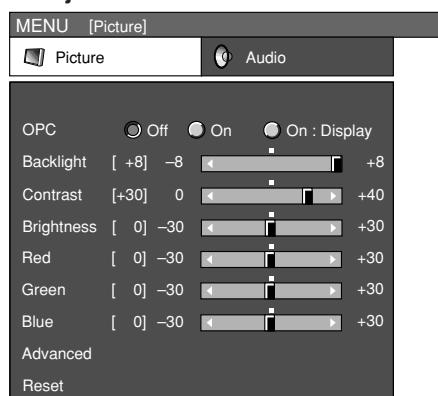 MENU [Picture]
Picture Audio
OPC Off On On : Display
Backlight [ +8] –8 +8
Contrast [+30] 0 +40
Brightness [ 0] –30 +30
Red [ 0] –30 +30
Green [ 0] –30 +30
Blue [ 0] –30 +30
Advanced
Reset